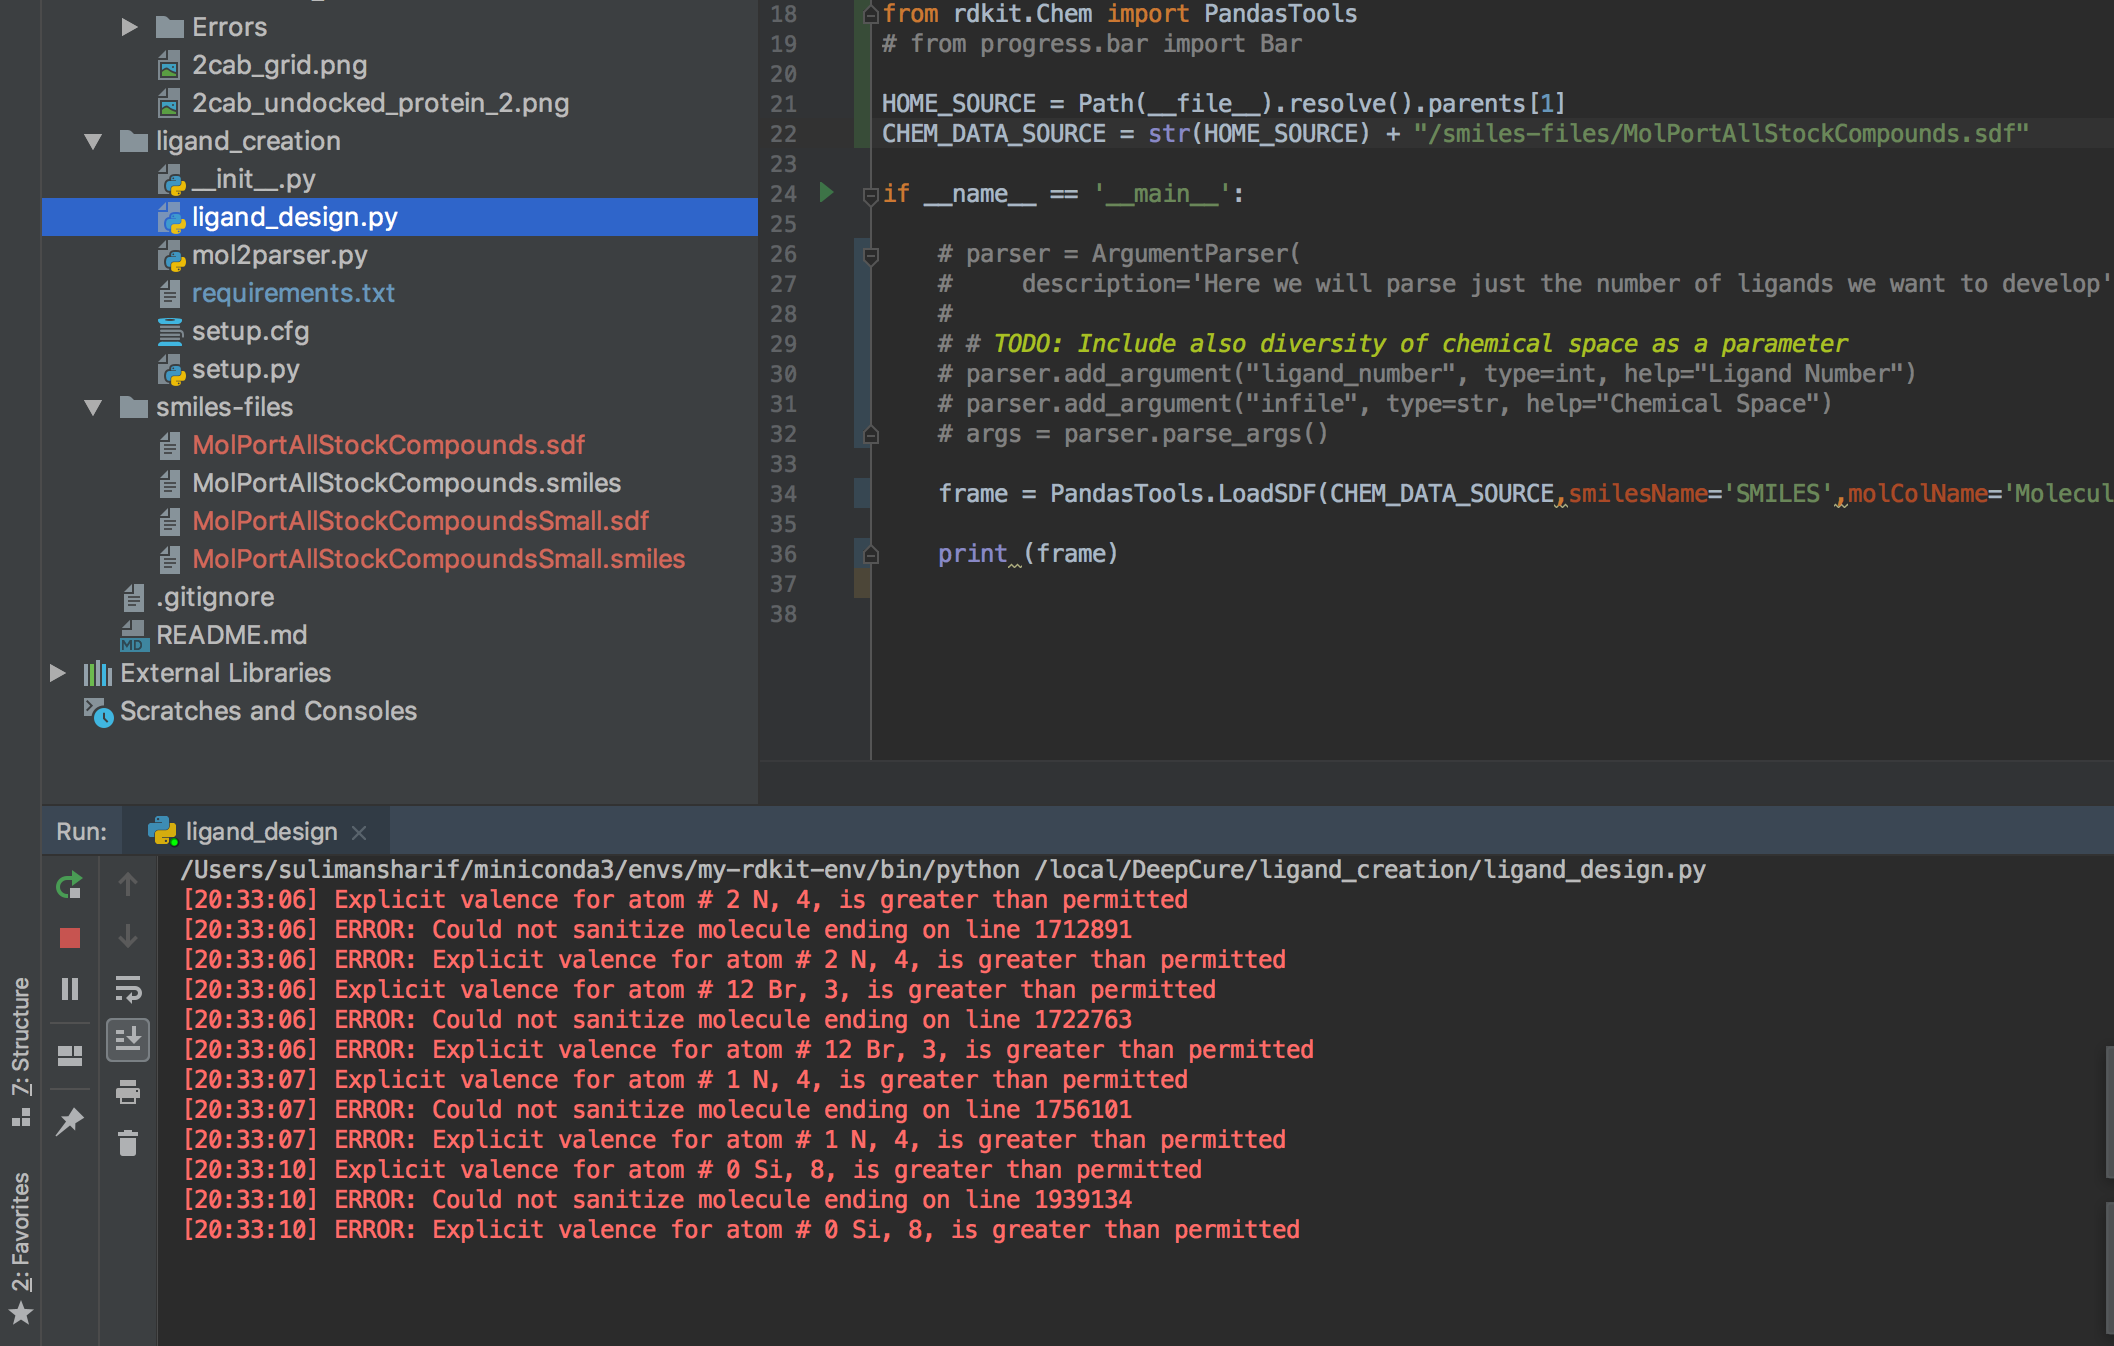 Errors
2cab_grid.png
2cab_undocked_protein_2.png
ligand_creation
__init__.py
ligand_design.py
mol2parser.py
requirements.txt
setup.cfg
setup.py
smiles-files
MolPortAllStockCompounds.sdf
MolPortAllStockCompounds.smiles
MolPortAllStockCompoundsSmall.sdf
MolPortAllStockCompoundsSmall.smiles
.gitignore
MD README.md
External Libraries
Scratches and Consoles
18 from rdkit.Chem import PandasTools
19 # from progress.bar import Bar
20
21 HOME_SOURCE = Path(__file__).resolve().parents[1]
22 CHEM_DATA_SOURCE = str(HOME_SOURCE) + "/smiles-files/MolPortAllStockCompounds.sdf"
23
24 if __name__ == '__main__':
25
26 # parser = ArgumentParser(
27 #     description='Here we will parse just the number of ligands we want to develop'
28 #
29 # # TODO: Include also diversity of chemical space as a parameter
30 # parser.add_argument("ligand_number", type=int, help="Ligand Number")
31 # parser.add_argument("infile", type=str, help="Chemical Space")
32 # args = parser.parse_args()
33
34 frame = PandasTools.LoadSDF(CHEM_DATA_SOURCE,smilesName='SMILES',molColName='Molecul
35
36 print (frame)
37
38
Run: ligand_design
/Users/sulimansharif/miniconda3/envs/my-rdkit-env/bin/python /local/DeepCure/ligand_creation/ligand_design.py
[20:33:06] Explicit valence for atom # 2 N, 4, is greater than permitted
[20:33:06] ERROR: Could not sanitize molecule ending on line 1712891
[20:33:06] ERROR: Explicit valence for atom # 2 N, 4, is greater than permitted
[20:33:06] Explicit valence for atom # 12 Br, 3, is greater than permitted
[20:33:06] ERROR: Could not sanitize molecule ending on line 1722763
[20:33:06] ERROR: Explicit valence for atom # 12 Br, 3, is greater than permitted
[20:33:07] Explicit valence for atom # 1 N, 4, is greater than permitted
[20:33:07] ERROR: Could not sanitize molecule ending on line 1756101
[20:33:07] ERROR: Explicit valence for atom # 1 N, 4, is greater than permitted
[20:33:10] Explicit valence for atom # 0 Si, 8, is greater than permitted
[20:33:10] ERROR: Could not sanitize molecule ending on line 1939134
[20:33:10] ERROR: Explicit valence for atom # 0 Si, 8, is greater than permitted
7: Structure
2: Favorites